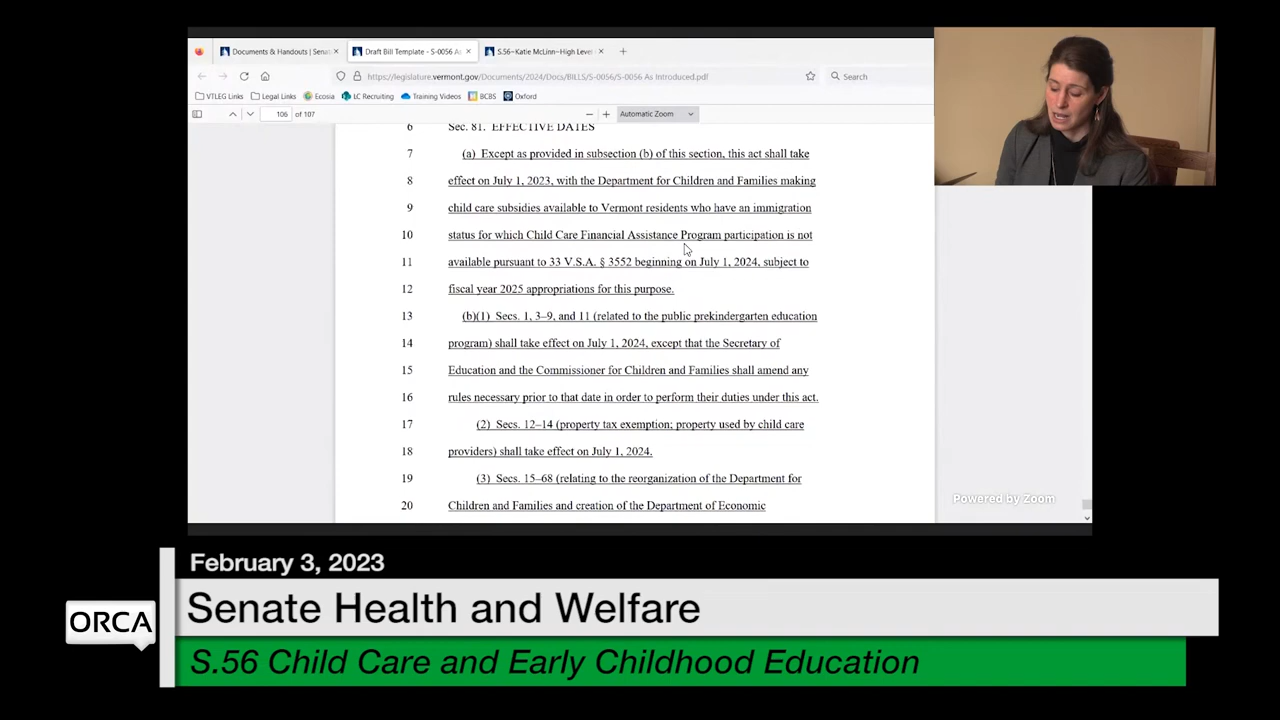 Documents & Handouts | Sena
Draft Bill Template - S-0056 As
S.56~Katie McLinn~High Level
https://legislature.vermont.gov/Documents/2024/Docs/BILLS/S-0056/S-0056 As Introduced.pdf
Search
VTLEG Links
Legal Links
Ecosia
LC Recruiting
Training Videos
BCBS
Oxford
106 of 107
Automatic Zoom
6 Sec. 81. EFFECTIVE DATES
7 (a) Except as provided in subsection (b) of this section, this act shall take
8 effect on July 1, 2023, with the Department for Children and Families making
9 child care subsidies available to Vermont residents who have an immigration
10 status for which Child Care Financial Assistance Program participation is not
11 available pursuant to 33 V.S.A. § 3552 beginning on July 1, 2024, subject to
12 fiscal year 2025 appropriations for this purpose.
13 (b)(1) Secs. 1, 3–9, and 11 (related to the public prekindergarten education
14 program) shall take effect on July 1, 2024, except that the Secretary of
15 Education and the Commissioner for Children and Families shall amend any
16 rules necessary prior to that date in order to perform their duties under this act.
17 (2) Secs. 12–14 (property tax exemption; property used by child care
18 providers) shall take effect on July 1, 2024.
19 (3) Secs. 15–68 (relating to the reorganization of the Department for
20 Children and Families and creation of the Department of Economic
Powered by Zoom
February 3, 2023
ORCA
Senate Health and Welfare
S.56 Child Care and Early Childhood Education